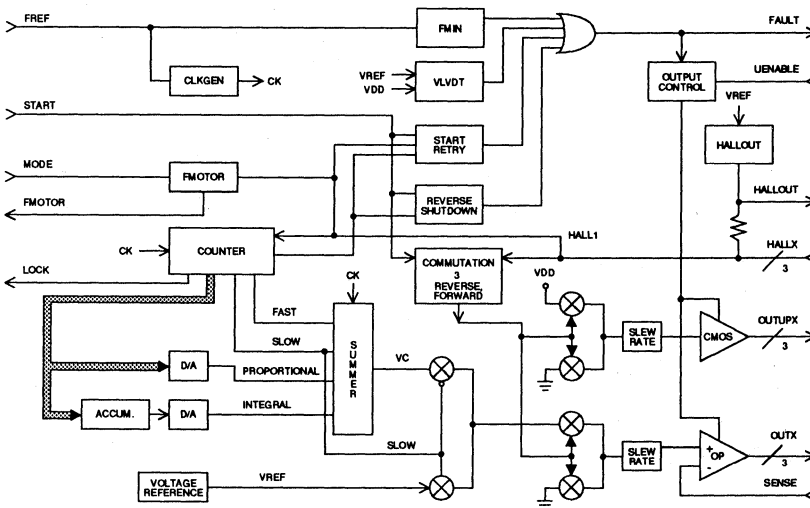 FREF
FMIN
FAULT
CLKGEN
CK
VREF
VDD
VLVDT
OUTPUT
CONTROL
UENABLE
VREF
START
START
RETRY
HALLOUT
MODE
FMOTOR
FMOTOR
REVERSE
SHUTDOWN
HALLOUT
CK
COUNTER
HALL1
HALLX
3
LOCK
CK
COMMUTATION
3
REVERSE,
FORWARD
VDD
FAST
SLOW
SUMMER
VC
SLEW
RATE
CMOS
OUTUPX
3
D/A
PROPORTIONAL
ACCUM.
D/A
INTEGRAL
SLOW
SLEW
RATE
+
OP
-
OUTX
3
VOLTAGE
REFERENCE
VREF
SENSE